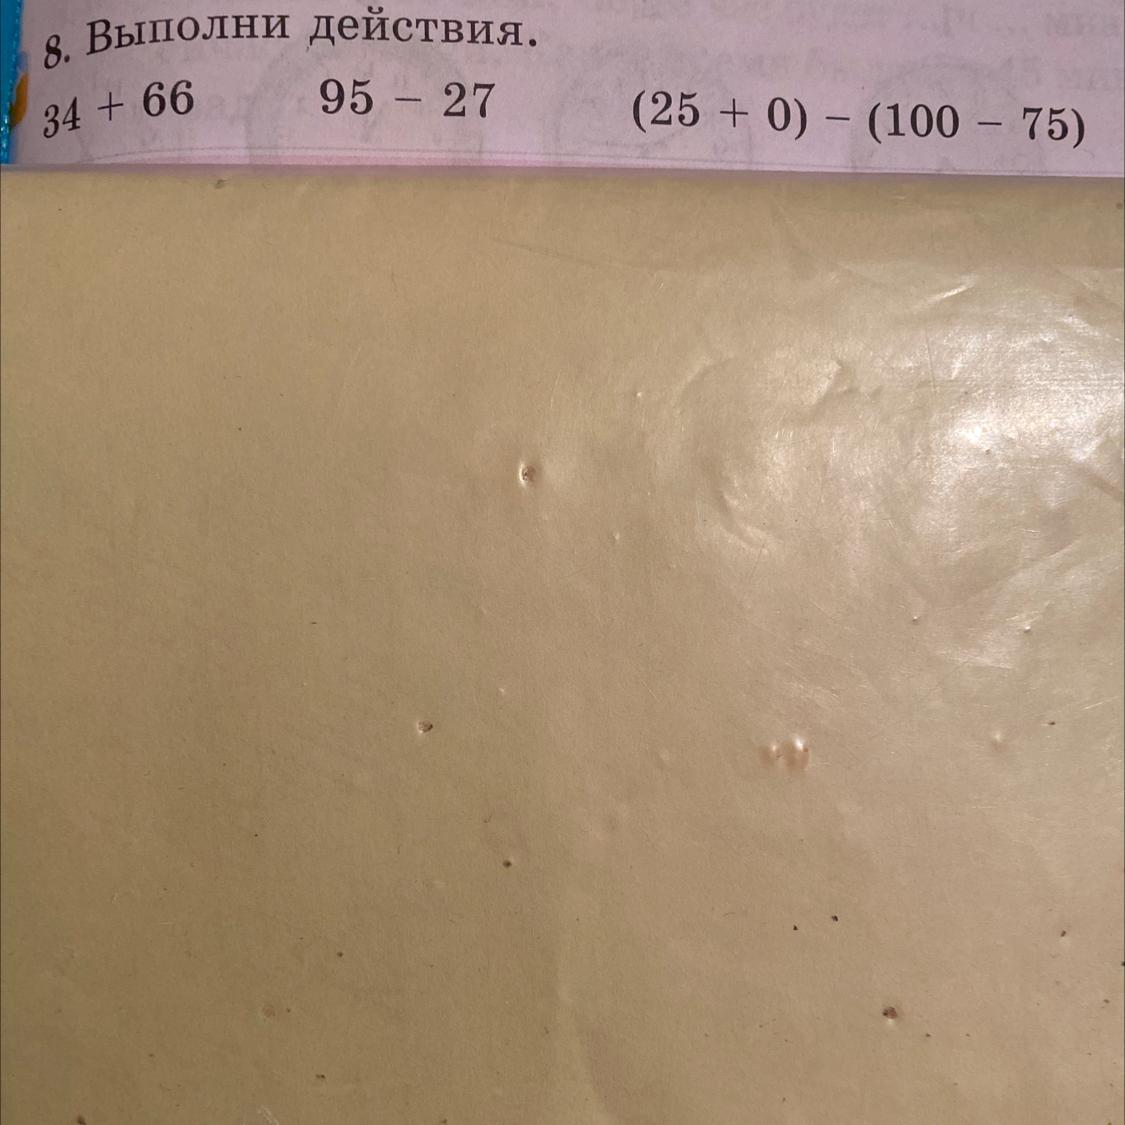 8. Выполни действия.
34 + 66 95 − 27 (25 + 0) − (100 − 75)